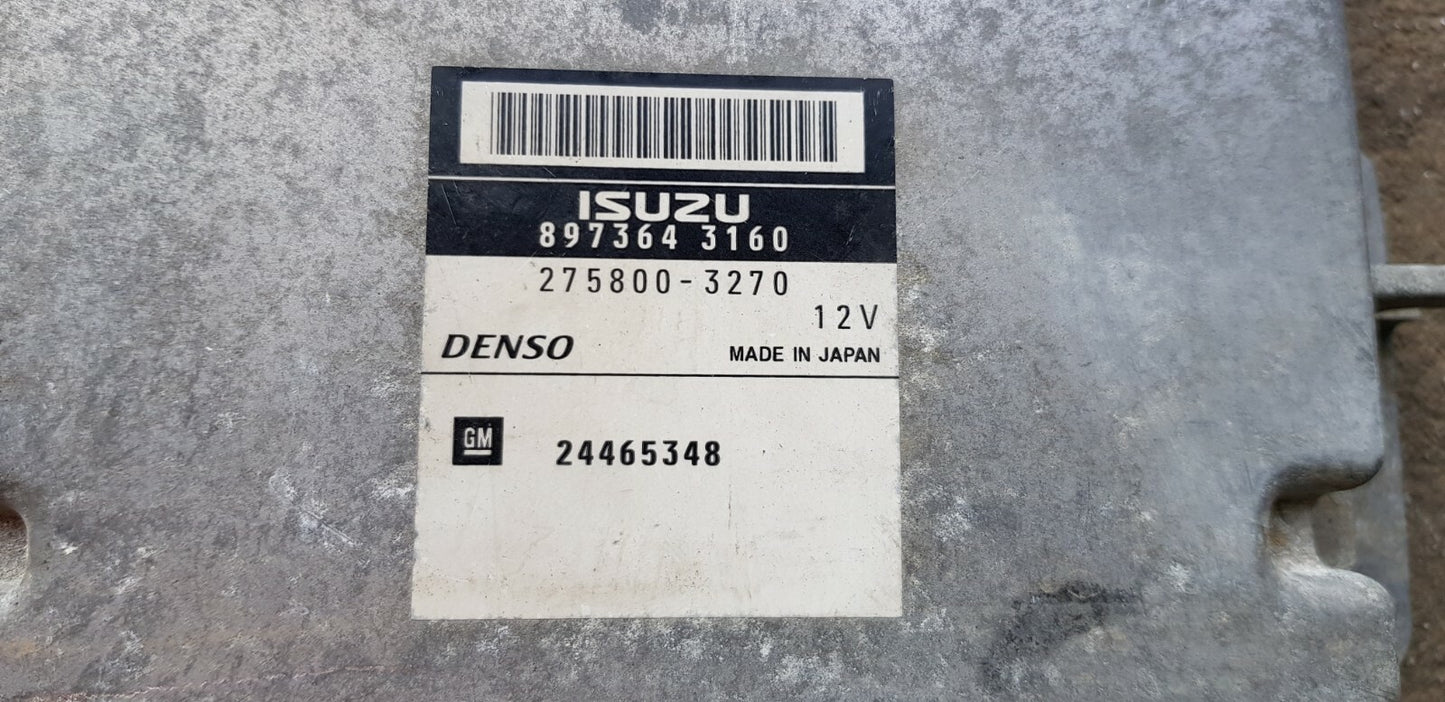 ISUZU
897364 3160
275800-3270
12V
DENSO MADE IN JAPAN
GM 24465348